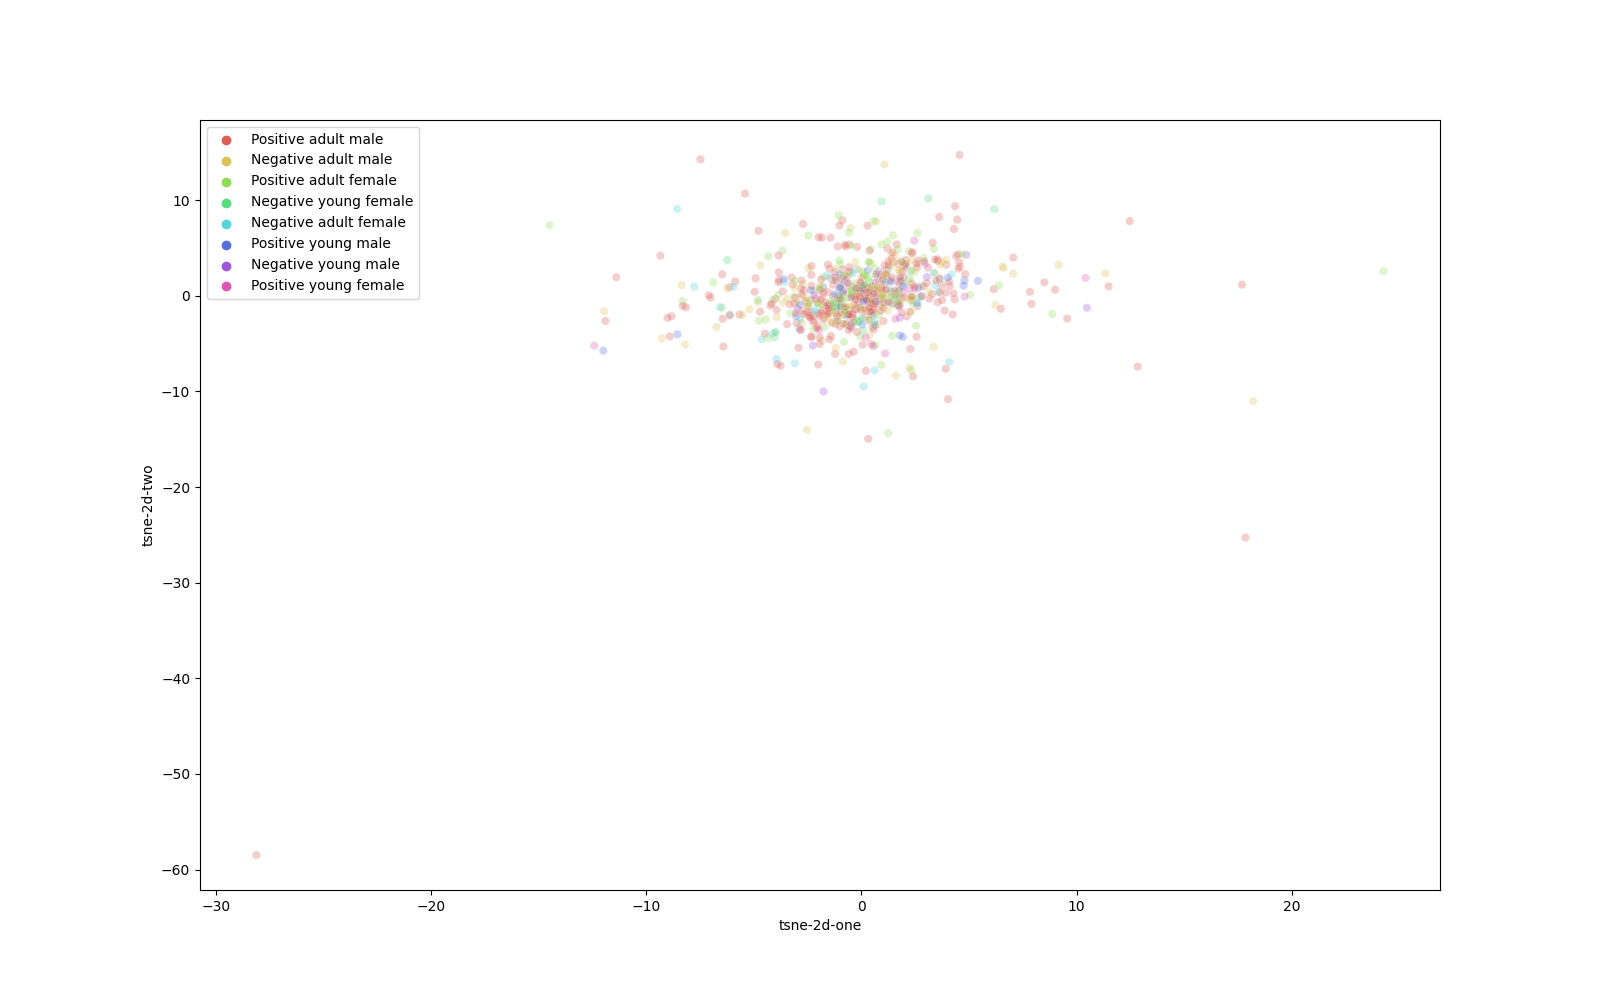 Positive adult male
Negative adult male
Positive adult female
Negative young female
Negative adult female
Positive young male
Negative young male
Positive young female
10
0
−10
−20
−30
−40
−50
−60
tsne-2d-two
−30
−20
−10
0
10
20
tsne-2d-one